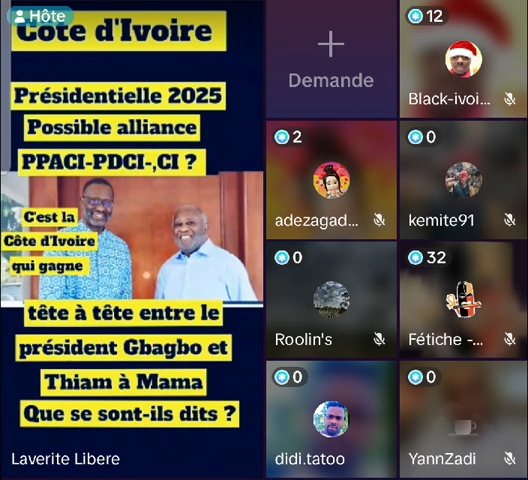 Hôte
Côte d'Ivoire
Présidentielle 2025
Possible alliance
PPACI-PDCI-,CI ?
C'est la
Côte d'Ivoire
qui gagne
tête à tête entre le
président Gbagbo et
Thiam à Mama
Que se sont-ils dits ?
Laverite Libere
Demande
12
Black-ivoi...
2
adezagad...
0
kemite91
0
Roolin's
32
Fétiche -...
0
didi.tatoo
0
YannZadi